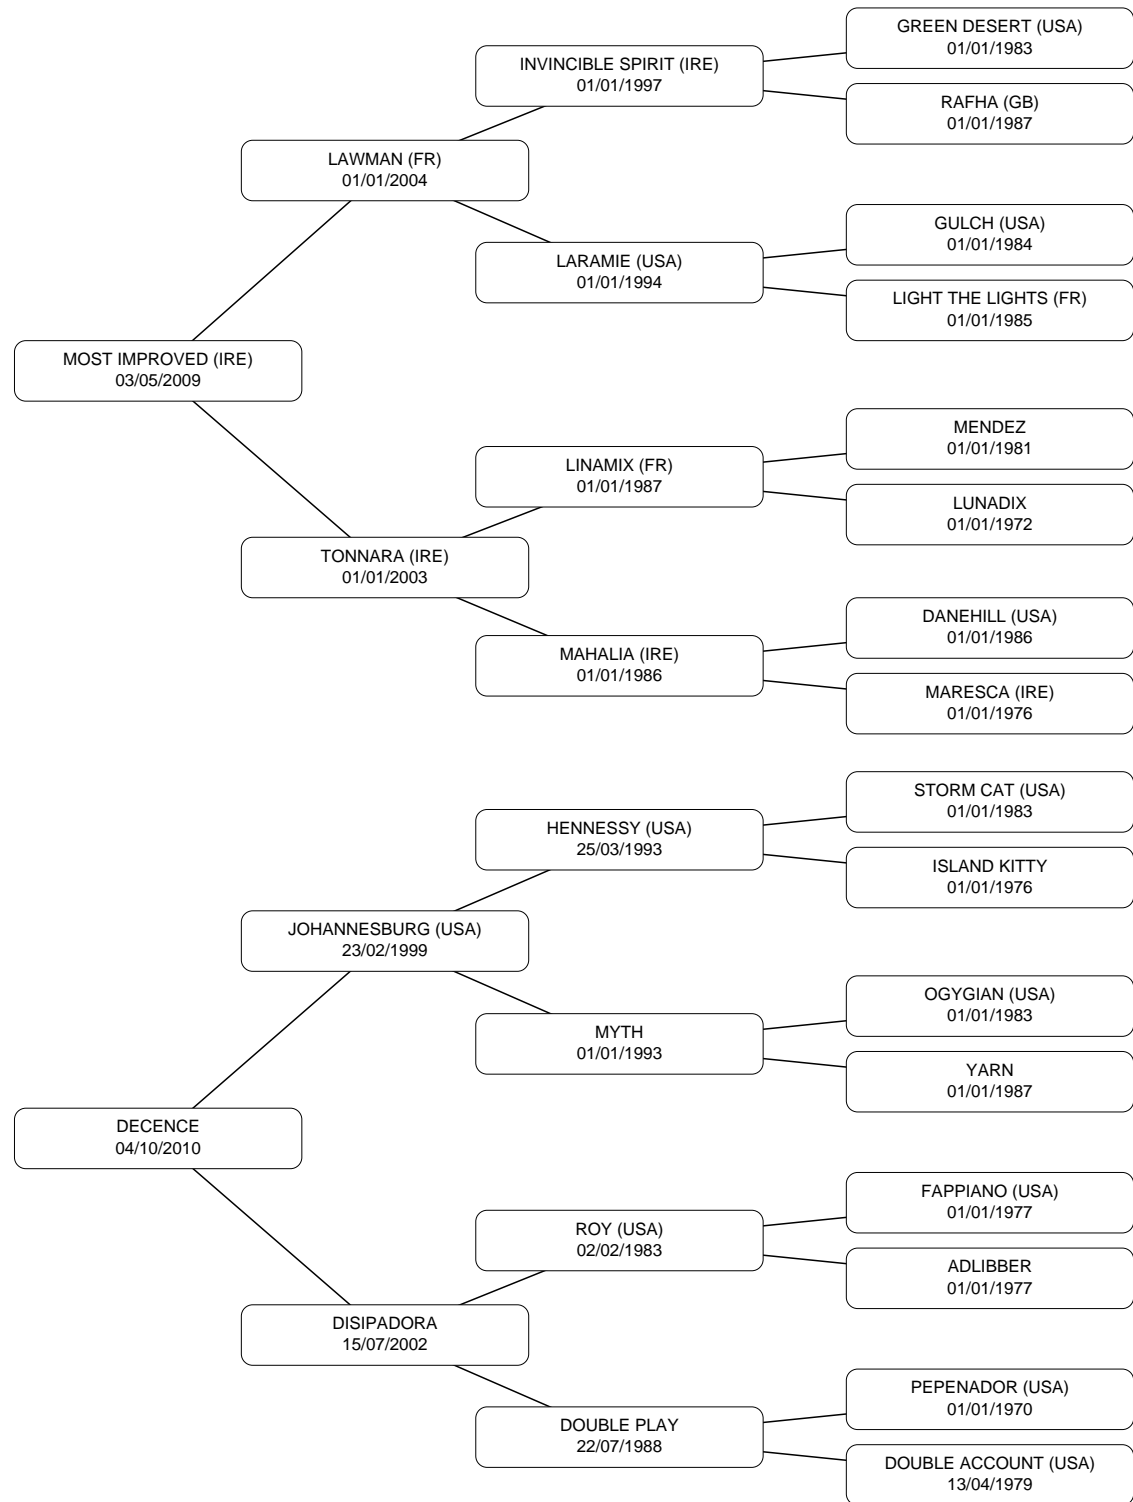 GREEN DESERT (USA)
01/01/1983
INVINCIBLE SPIRIT (IRE)
01/01/1997
RAFHA (GB)
01/01/1987
LAWMAN (FR)
01/01/2004
GULCH (USA)
01/01/1984
LARAMIE (USA)
01/01/1994
LIGHT THE LIGHTS (FR)
01/01/1985
MOST IMPROVED (IRE)
03/05/2009
MENDEZ
01/01/1981
LINAMIX (FR)
01/01/1987
LUNADIX
01/01/1972
TONNARA (IRE)
01/01/2003
DANEHILL (USA)
01/01/1986
MAHALIA (IRE)
01/01/1986
MARESCA (IRE)
01/01/1976
STORM CAT (USA)
01/01/1983
HENNESSY (USA)
25/03/1993
ISLAND KITTY
01/01/1976
JOHANNESBURG (USA)
23/02/1999
OGYGIAN (USA)
01/01/1983
MYTH
01/01/1993
YARN
01/01/1987
DECENCE
04/10/2010
FAPPIANO (USA)
01/01/1977
ROY (USA)
02/02/1983
ADLIBBER
01/01/1977
DISIPADORA
15/07/2002
PEPENADOR (USA)
01/01/1970
DOUBLE PLAY
22/07/1988
DOUBLE ACCOUNT (USA)
13/04/1979